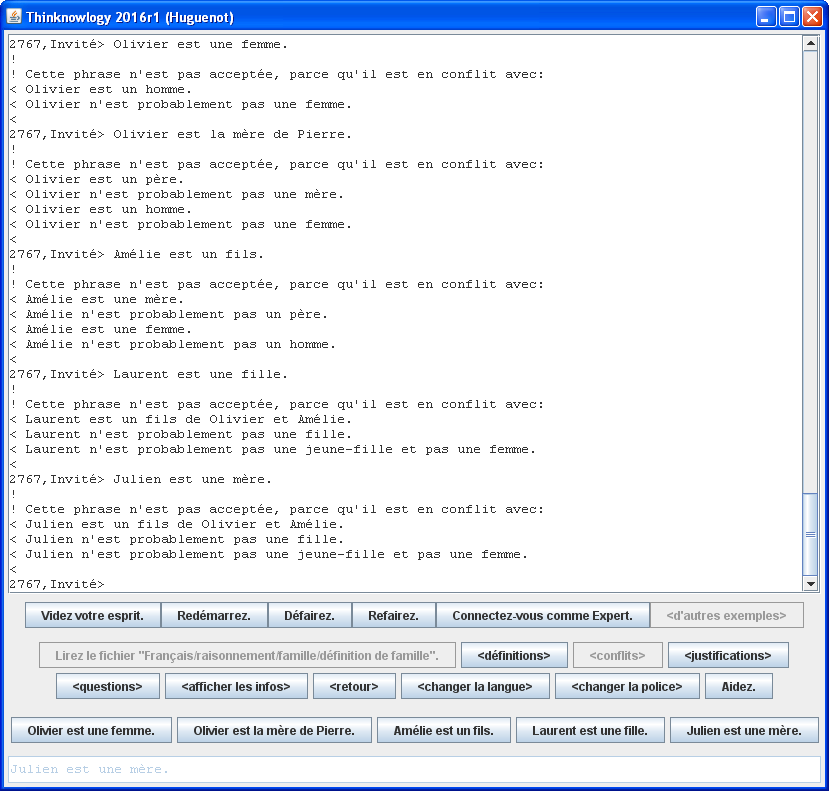 Thinknowlogy 2016r1 (Huguenot)
2767,Invité> Olivier est une femme.
!
! Cette phrase n'est pas acceptée, parce qu'il est en conflit avec:
< Olivier est un homme.
< Olivier n'est probablement pas une femme.
<
2767,Invité> Olivier est la mère de Pierre.
!
! Cette phrase n'est pas acceptée, parce qu'il est en conflit avec:
< Olivier est un père.
< Olivier n'est probablement pas une mère.
< Olivier est un homme.
< Olivier n'est probablement pas une femme.
<
2767,Invité> Amélie est un fils.
!
! Cette phrase n'est pas acceptée, parce qu'il est en conflit avec:
< Amélie est une mère.
< Amélie n'est probablement pas un père.
< Amélie est une femme.
< Amélie n'est probablement pas un homme.
<
2767,Invité> Laurent est une fille.
!
! Cette phrase n'est pas acceptée, parce qu'il est en conflit avec:
< Laurent est un fils de Olivier et Amélie.
< Laurent n'est probablement pas une fille.
< Laurent n'est probablement pas une jeune-fille et pas une femme.
<
2767,Invité> Julien est une mère.
!
! Cette phrase n'est pas acceptée, parce qu'il est en conflit avec:
< Julien est un fils de Olivier et Amélie.
< Julien n'est probablement pas une fille.
< Julien n'est probablement pas une jeune-fille et pas une femme.
<
2767,Invité>
Videz votre esprit. Redémarrez. Défairez. Refairez. Connectez-vous comme Expert. <d'autres exemples>
Lirez le fichier "Français/raisonnement/famille/définition de famille". <définitions> <conflits> <justifications>
<questions> <afficher les infos> <retour> <changer la langue> <changer la police> Aidez.
Olivier est une femme. Olivier est la mère de Pierre. Amélie est un fils. Laurent est une fille. Julien est une mère.
Julien est une mère.